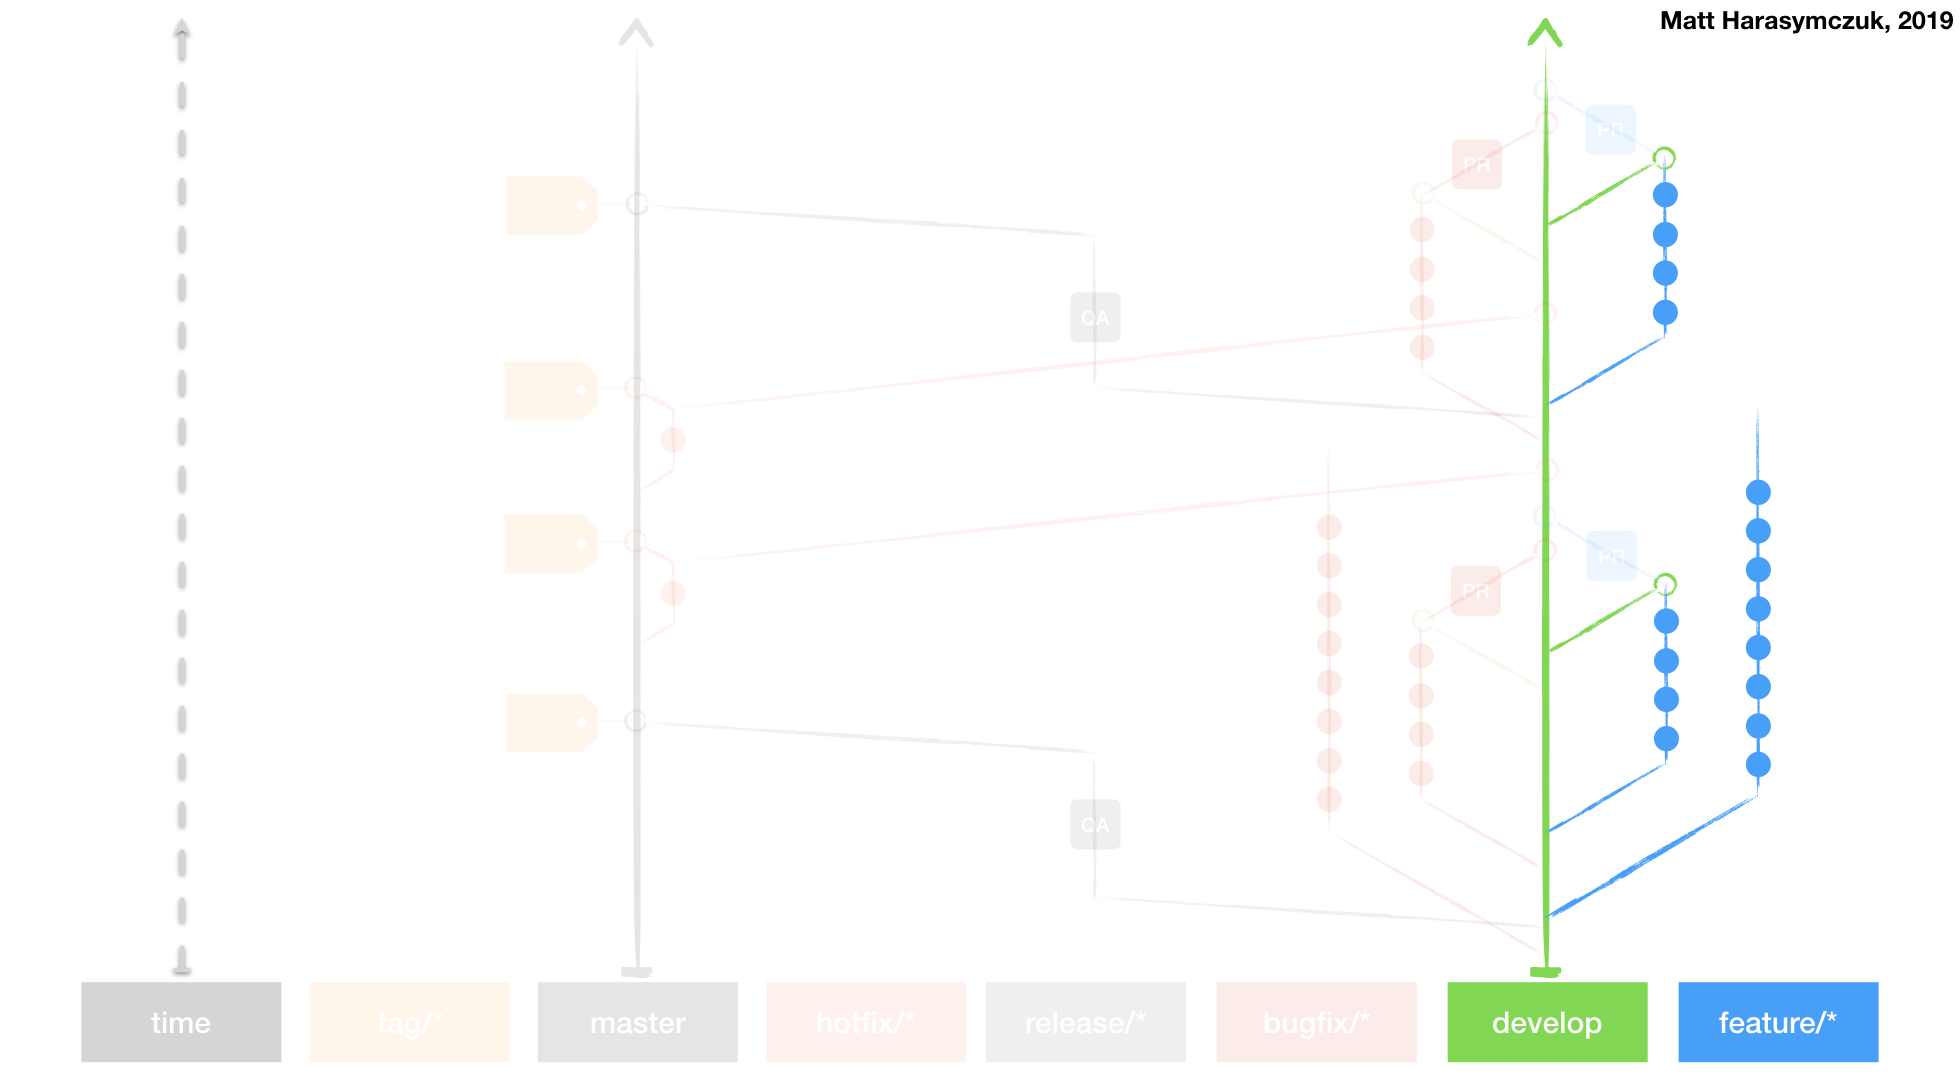 Matt Harasymczuk, 2019
PR
PR
QA
PR
PR
QA
time
tag/*
master
hotfix/*
release/*
bugfix/*
develop
feature/*